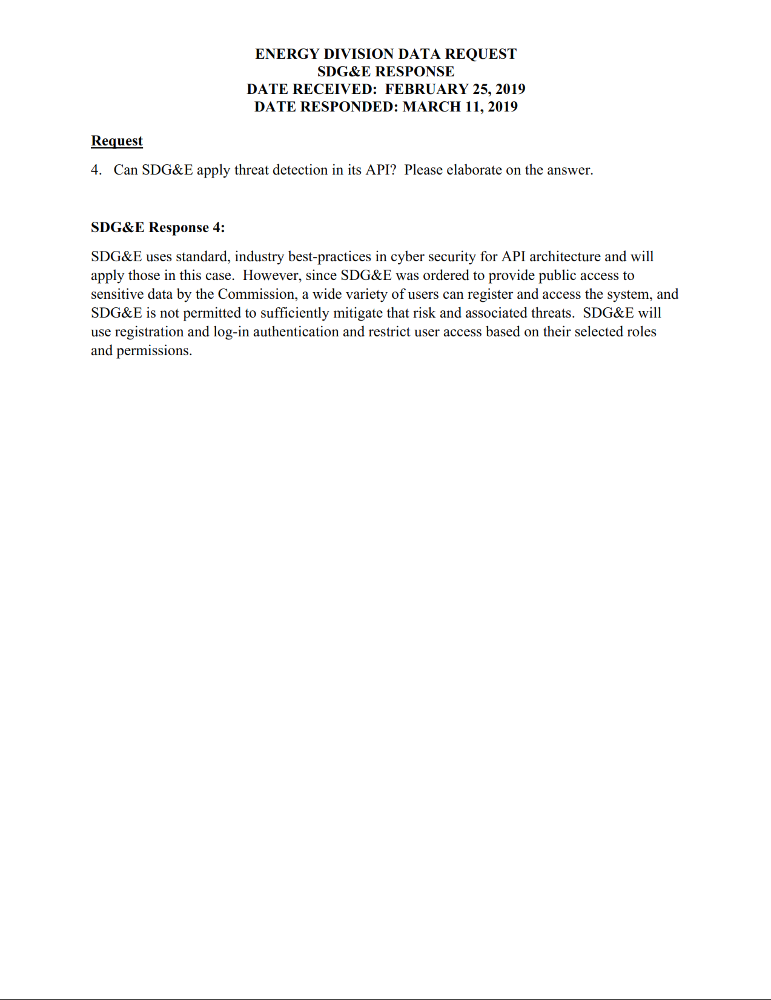 ENERGY DIVISION DATA REQUEST
SDG&E RESPONSE
DATE RECEIVED:  FEBRUARY 25, 2019
DATE RESPONDED: MARCH 11, 2019
Request
4.   Can SDG&E apply threat detection in its API?  Please elaborate on the answer.
SDG&E Response 4:
SDG&E uses standard, industry best-practices in cyber security for API architecture and will
apply those in this case.  However, since SDG&E was ordered to provide public access to
sensitive data by the Commission, a wide variety of users can register and access the system, and
SDG&E is not permitted to sufficiently mitigate that risk and associated threats.  SDG&E will
use registration and log-in authentication and restrict user access based on their selected roles
and permissions.